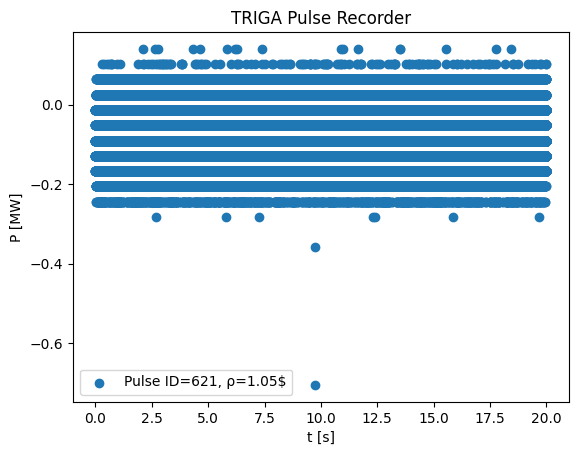 TRIGA Pulse Recorder
P [MW]
0.0
−0.2
−0.4
−0.6
Pulse ID=621, ρ=1.05$
0.0 2.5 5.0 7.5 10.0 12.5 15.0 17.5 20.0
t [s]